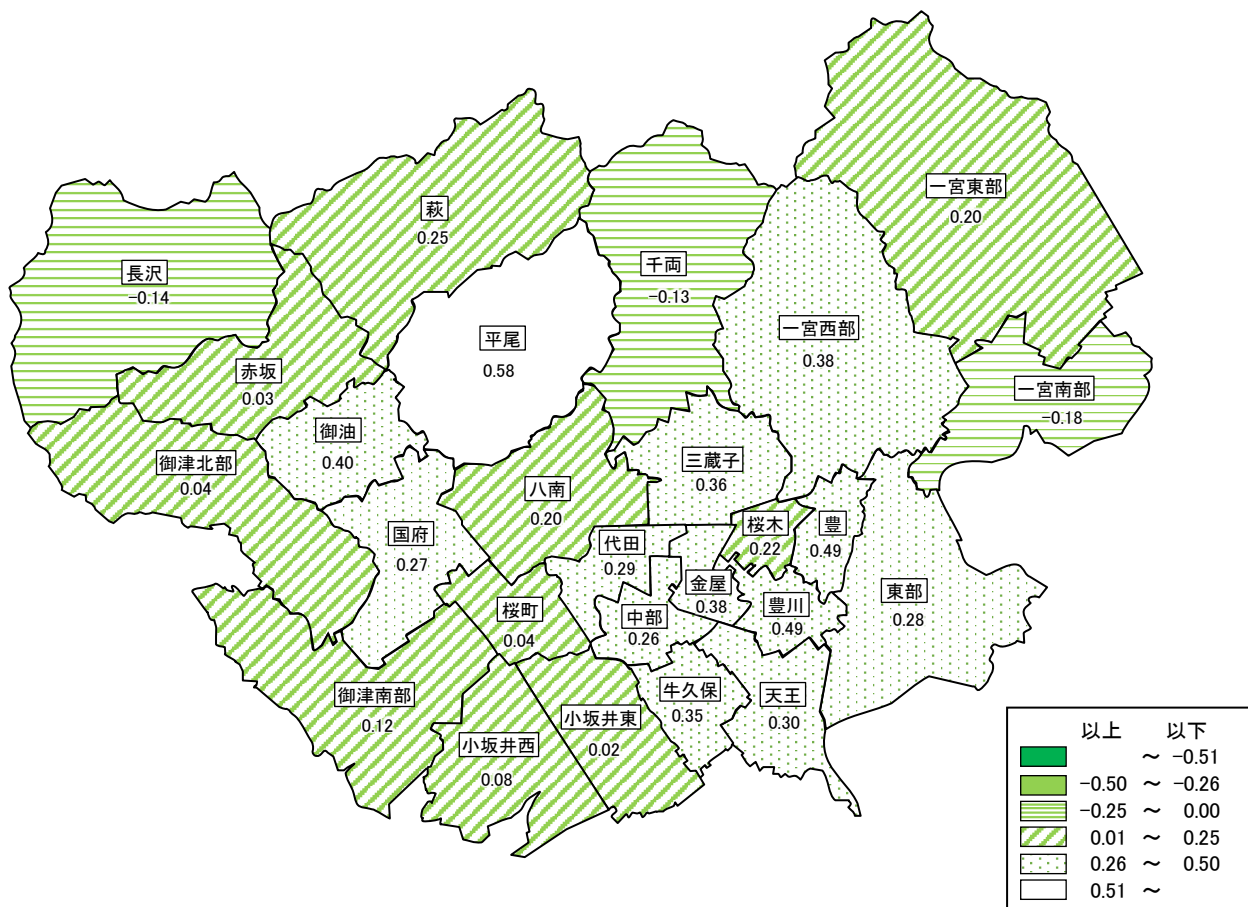 一宮東部
0.20
萩
0.25
長沢
-0.14
千両
-0.13
一宮西部
0.38
平尾
0.58
赤坂
0.03
一宮南部
-0.18
御油
0.40
御津北部
0.04
三蔵子
0.36
八南
0.20
国府
0.27
代田
0.29
桜木
0.22
豊
0.49
金屋
0.38
豊川
0.49
東部
0.28
桜町
0.04
中部
0.26
御津南部
0.12
小坂井西
0.08
小坂井東
0.02
牛久保
0.35
天王
0.30
以上 以下
～ -0.51
-0.50 ～ -0.26
-0.25 ～ 0.00
0.01 ～ 0.25
0.26 ～ 0.50
0.51 ～